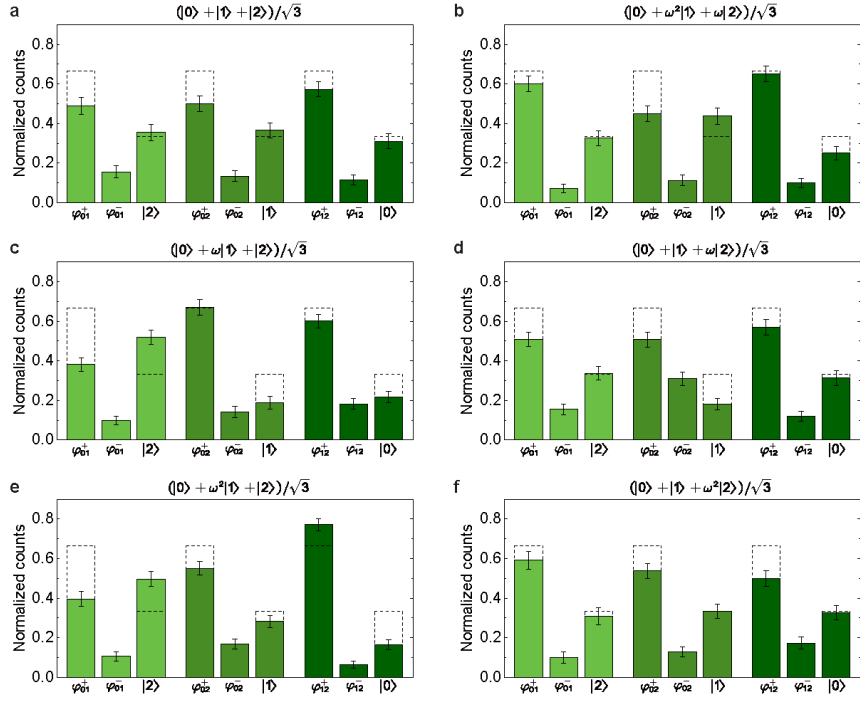 a
(|0⟩ + |1⟩ + |2⟩)/√3
Normalized counts
0.8
0.6
0.4
0.2
0.0
φ₀₁⁺ φ₀₁⁻ |2⟩ φ₀₂⁺ φ₀₂⁻ |1⟩ φ₁₂⁺ φ₁₂⁻ |0⟩
b
(|0⟩ + ω²|1⟩ + ω|2⟩)/√3
Normalized counts
0.8
0.6
0.4
0.2
0.0
φ₀₁⁺ φ₀₁⁻ |2⟩ φ₀₂⁺ φ₀₂⁻ |1⟩ φ₁₂⁺ φ₁₂⁻ |0⟩
c
(|0⟩ + ω|1⟩ + |2⟩)/√3
Normalized counts
0.8
0.6
0.4
0.2
0.0
φ₀₁⁺ φ₀₁⁻ |2⟩ φ₀₂⁺ φ₀₂⁻ |1⟩ φ₁₂⁺ φ₁₂⁻ |0⟩
d
(|0⟩ + |1⟩ + ω|2⟩)/√3
Normalized counts
0.8
0.6
0.4
0.2
0.0
φ₀₁⁺ φ₀₁⁻ |2⟩ φ₀₂⁺ φ₀₂⁻ |1⟩ φ₁₂⁺ φ₁₂⁻ |0⟩
e
(|0⟩ + ω²|1⟩ + |2⟩)/√3
Normalized counts
0.8
0.6
0.4
0.2
0.0
φ₀₁⁺ φ₀₁⁻ |2⟩ φ₀₂⁺ φ₀₂⁻ |1⟩ φ₁₂⁺ φ₁₂⁻ |0⟩
f
(|0⟩ + |1⟩ + ω²|2⟩)/√3
Normalized counts
0.8
0.6
0.4
0.2
0.0
φ₀₁⁺ φ₀₁⁻ |2⟩ φ₀₂⁺ φ₀₂⁻ |1⟩ φ₁₂⁺ φ₁₂⁻ |0⟩